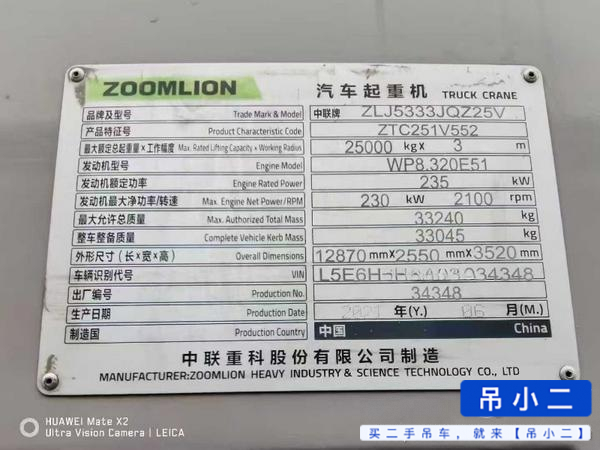 ZOOMLION 汽车起重机 TRUCK CRANE
品牌及型号 Trade Mark & Model 中联牌 ZLJ5333JQZ25V
产品特征号 Product Characteristic Code ZTC251V552
最大额定总起重量×工作幅度 Max. Rated Lifting Capacity × Working Radius 25000 kg× 3 m
发动机型号 Engine Model WP8.320E51
发动机额定功率 Engine Rated Power 235 kW
发动机最大净功率/转速 Max. Engine Net Power/RPM 230 kW 2100 rpm
最大允许总质量 Max. Authorized Total Mass 33240 kg
整车整备质量 Complete Vehicle Kerb Mass 33045 kg
外形尺寸(长×宽×高) Overall Dimensions 12870 mm×2550 mm×3520 mm
车辆识别代号 VIN
出厂编号 Production No. 34348
生产日期 Production Date 2021 年(Y.) 06 月(M.)
制造国 Production Country 中国 China
中联重科股份有限公司制造
MANUFACTURER:ZOOMLION HEAVY INDUSTRY & SCIENCE TECHNOLOGY CO., LTD
HUAWEI Mate X2
Ultra Vision Camera | LEICA
吊小二
买二手吊车,就来【吊小二】